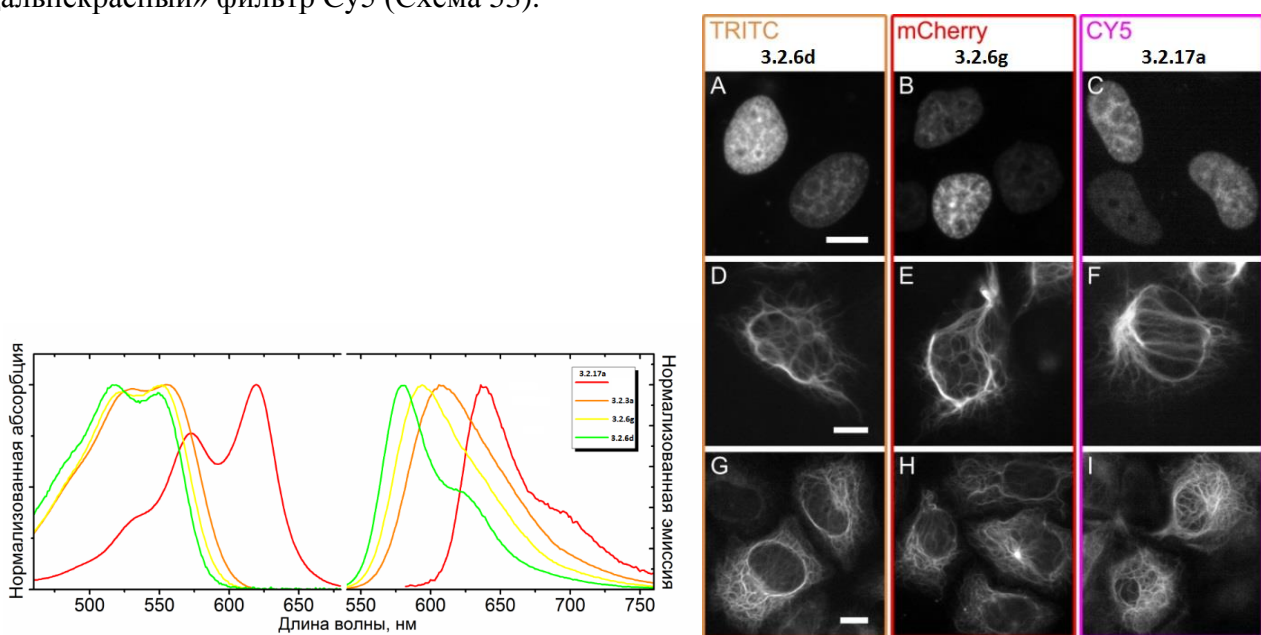 альнекрасный» фильтр Cy5 (Схема 53).
TRITC
3.2.6d
mCherry
3.2.6g
CY5
3.2.17a
A
B
C
D
E
F
G
H
I
Нормализованная абсорбция
Нормализованная эмиссия
3.2.17a
3.2.3a
3.2.6g
3.2.6d
500 550 600 650 550 600 650 700 750
Длина волны, нм